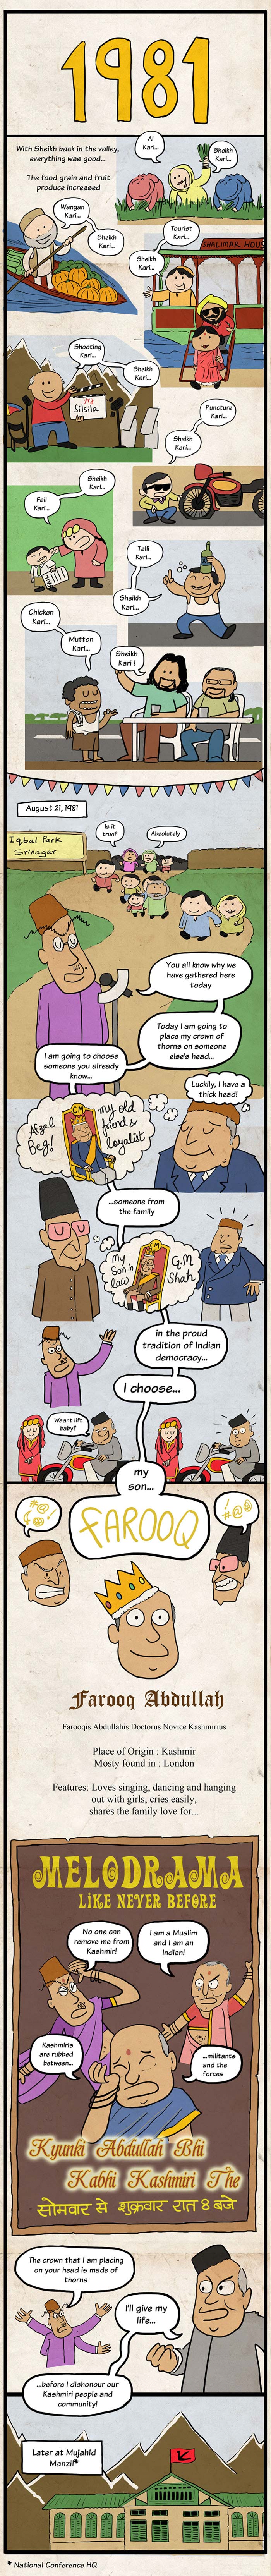 1981
With Sheikh back in the valley,
everything was good...
The food grain and fruit
produce increased
Al
Kari...
Sheikh
Kari...
Wangan
Kari...
Sheikh
Kari...
Tourist
Kari...
Sheikh
Kari...
SHALIMAR HOUS
Shooting
Kari...
Sheikh
Kari...
Silsila
Puncture
Kari...
Sheikh
Kari...
Sheikh
Kari...
Fail
Kari...
Talli
Kari...
Sheikh
Kari...
Chicken
Kari...
Mutton
Kari...
Sheikh
Kari !
August 21, 1981
Iqbal Park
Srinagar
Is it
true?
Absolutely
You all know why we
have gathered here
today
Today I am going to
place my crown of
thorns on someone
else's head...
I am going to choose
someone you already
know...
Luckily, I have a
thick head!
Afzal
Beg!
CM
my old
friend &
loyalist
...someone from
the family
My
Son in
law
CM
G.M
Shah
in the proud
tradition of Indian
democracy...
I choose...
Waant lift
baby?
my
son...
FAROOQ
Farooq Abdullah
Farooqis Abdullahis Doctorus Novice Kashmirius
Place of Origin : Kashmir
Mosty found in : London
Features: Loves singing, dancing and hanging
out with girls, cries easily,
shares the family love for...
MELODRAMA
LIKE NEVER BEFORE
No one can
remove me from
Kashmir!
I am a Muslim
and I am an
Indian!
Kashmiris
are rubbed
between...
...militants
and the
forces
Kyunki Abdullah Bhi
Kabhi Kashmiri The
सोमवार से शुक्रवार रात 8 बजे
The crown that I am placing
on your head is made of
thorns
I'll give my
life...
...before I dishonour our
Kashmiri people and
community!
Later at Mujahid
Manzil*
* National Conference HQ